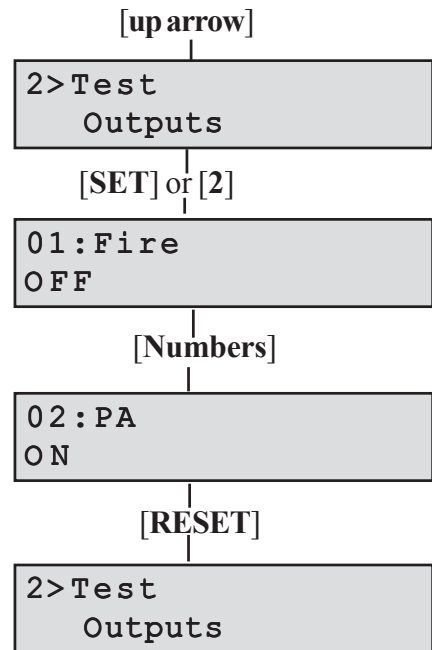 [up arrow]
2>Test
Outputs
[SET] or [2]
01:Fire
OFF
[Numbers]
02:PA
ON
[RESET]
2>Test
Outputs